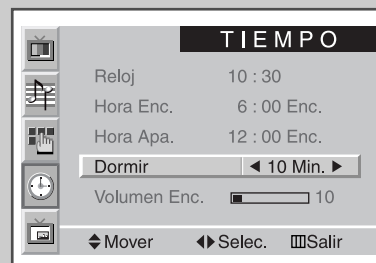 TIEMPO
Reloj 10 : 30
Hora Enc. 6 : 00 Enc.
Hora Apa. 12 : 00 Enc.
Dormir ◀ 10 Min. ▶
Volumen Enc. 10
Mover Selec. Salir